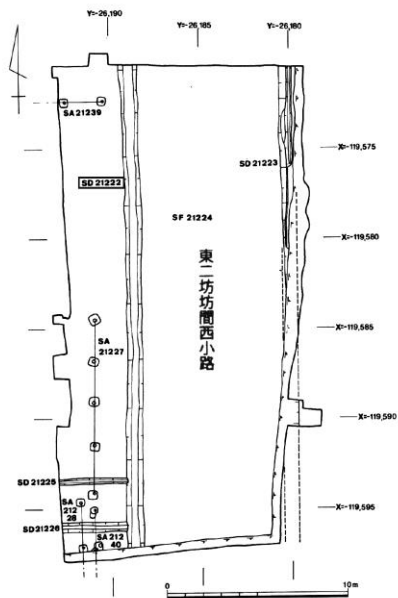 Y=-26,190
Y=-26,185
Y=-26,180
SA 21239
SD 21223
X=-119,575
SD 21222
SF 21224
X=-119,580
東二坊坊間西小路
X=-119,585
SA
21227
X=-119,590
SD 21225
SA
212
28
X=-119,595
SD 21226
SA 212
40
0
10m